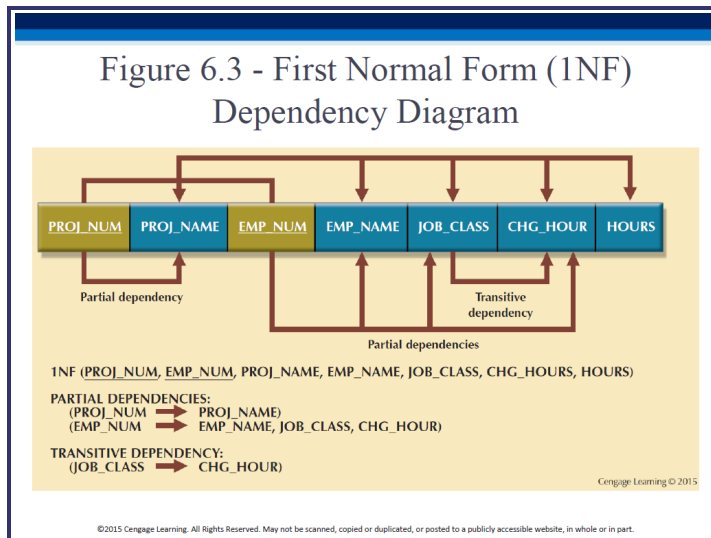 Figure 6.3 - First Normal Form (1NF)
Dependency Diagram
PROJ_NUM PROJ_NAME EMP_NUM EMP_NAME JOB_CLASS CHG_HOUR HOURS
Partial dependency
Transitive
dependency
Partial dependencies
1NF (PROJ_NUM, EMP_NUM, PROJ_NAME, EMP_NAME, JOB_CLASS, CHG_HOURS, HOURS)
PARTIAL DEPENDENCIES:
(PROJ_NUM PROJ_NAME)
(EMP_NUM EMP_NAME, JOB_CLASS, CHG_HOUR)
TRANSITIVE DEPENDENCY:
(JOB_CLASS CHG_HOUR)
Cengage Learning © 2015
©2015 Cengage Learning. All Rights Reserved. May not be scanned, copied or duplicated, or posted to a publicly accessible website, in whole or in part.